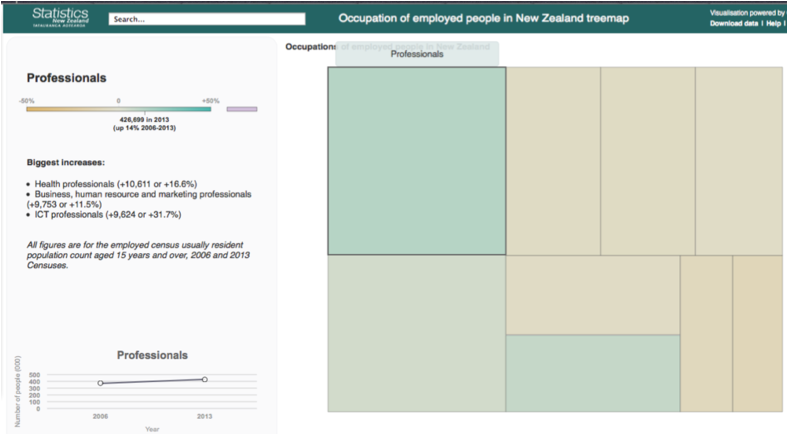 Statistics
New Zealand
TATAURANGA AOTEAROA
Search...
Occupation of employed people in New Zealand treemap
Visualisation powered by
Download data | Help |
Occupations of employed people in New Zealand
Professionals
Professionals
-50%
0
+50%
426,699 in 2013
(up 14% 2006-2013)
Biggest increases:
• Health professionals (+10,611 or +16.6%)
• Business, human resource and marketing professionals
(+9,753 or +11.5%)
• ICT professionals (+9,624 or +31.7%)
All figures are for the employed census usually resident
population count aged 15 years and over, 2006 and 2013
Censuses.
Professionals
Number of people (000)
500
400
300
200
100
0
2006
2013
Year